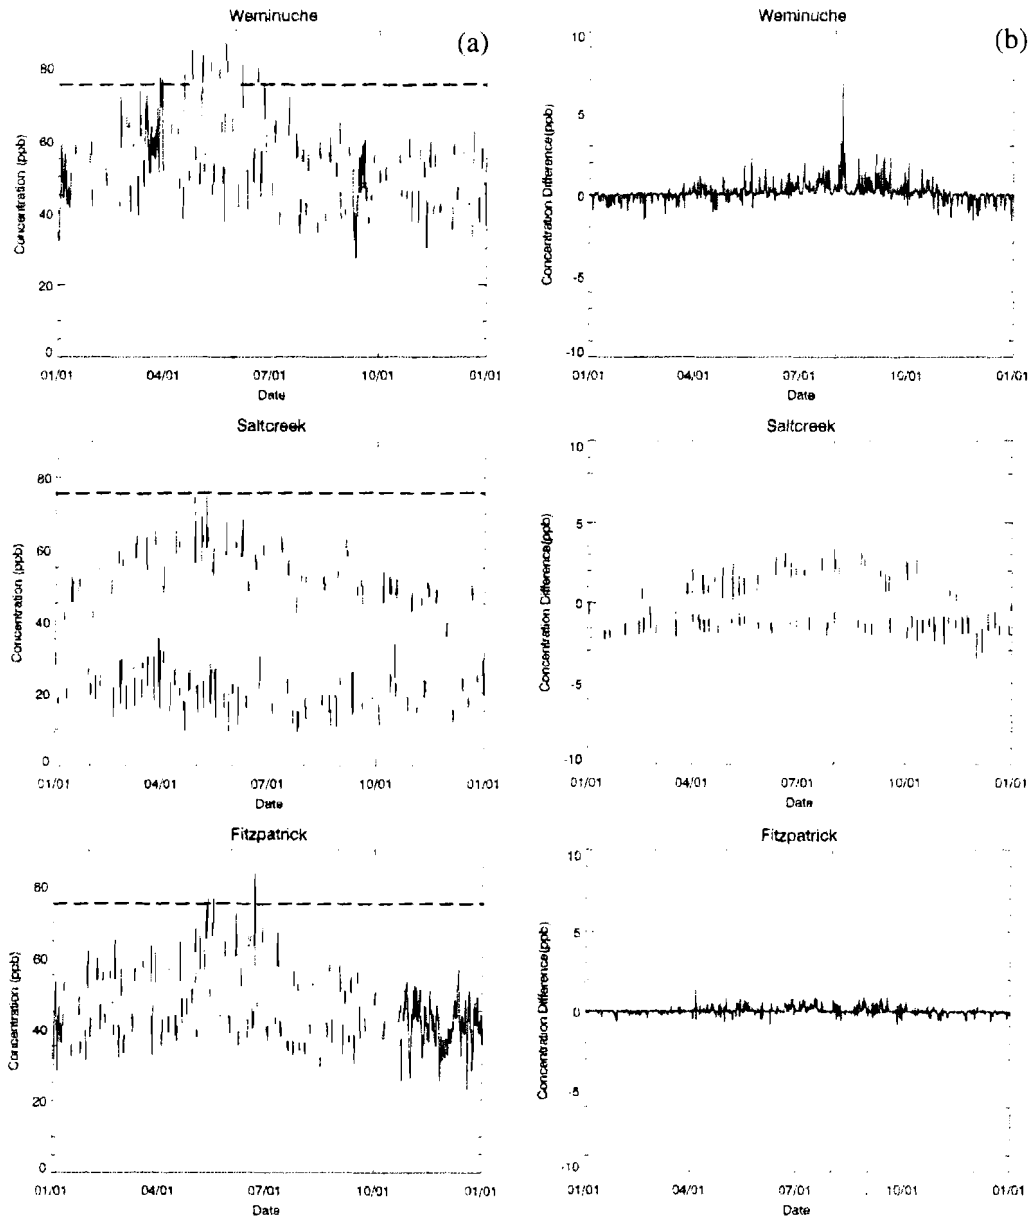 Weminuche
(a)
80
60
40
20
0
Concentration (ppb)
01/01 04/01 07/01 10/01 01/01
Date
Weminuche
(b)
10
5
0
-5
-10
Concentration Difference(ppb)
01/01 04/01 07/01 10/01 01/01
Date
Saltcreek
80
60
40
20
0
Concentration (ppb)
01/01 04/01 07/01 10/01 01/01
Date
Saltcreek
10
5
0
-5
-10
Concentration Difference(ppb)
01/01 04/01 07/01 10/01 01/01
Date
Fitzpatrick
80
60
40
20
0
Concentration (ppb)
01/01 04/01 07/01 10/01 01/01
Date
Fitzpatrick
10
5
0
-5
-10
Concentration Difference(ppb)
01/01 04/01 07/01 10/01 01/01
Date